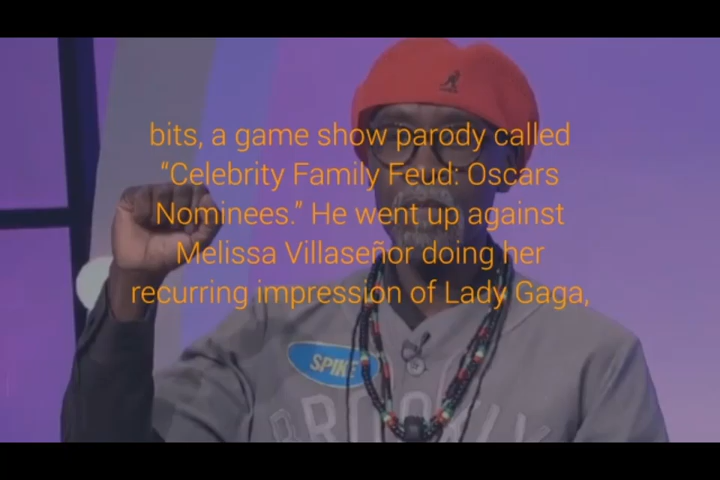 bits, a game show parody called
“Celebrity Family Feud: Oscars
Nominees.” He went up against
Melissa Villaseñor doing her
recurring impression of Lady Gaga,
SPIKE
BROOKLY